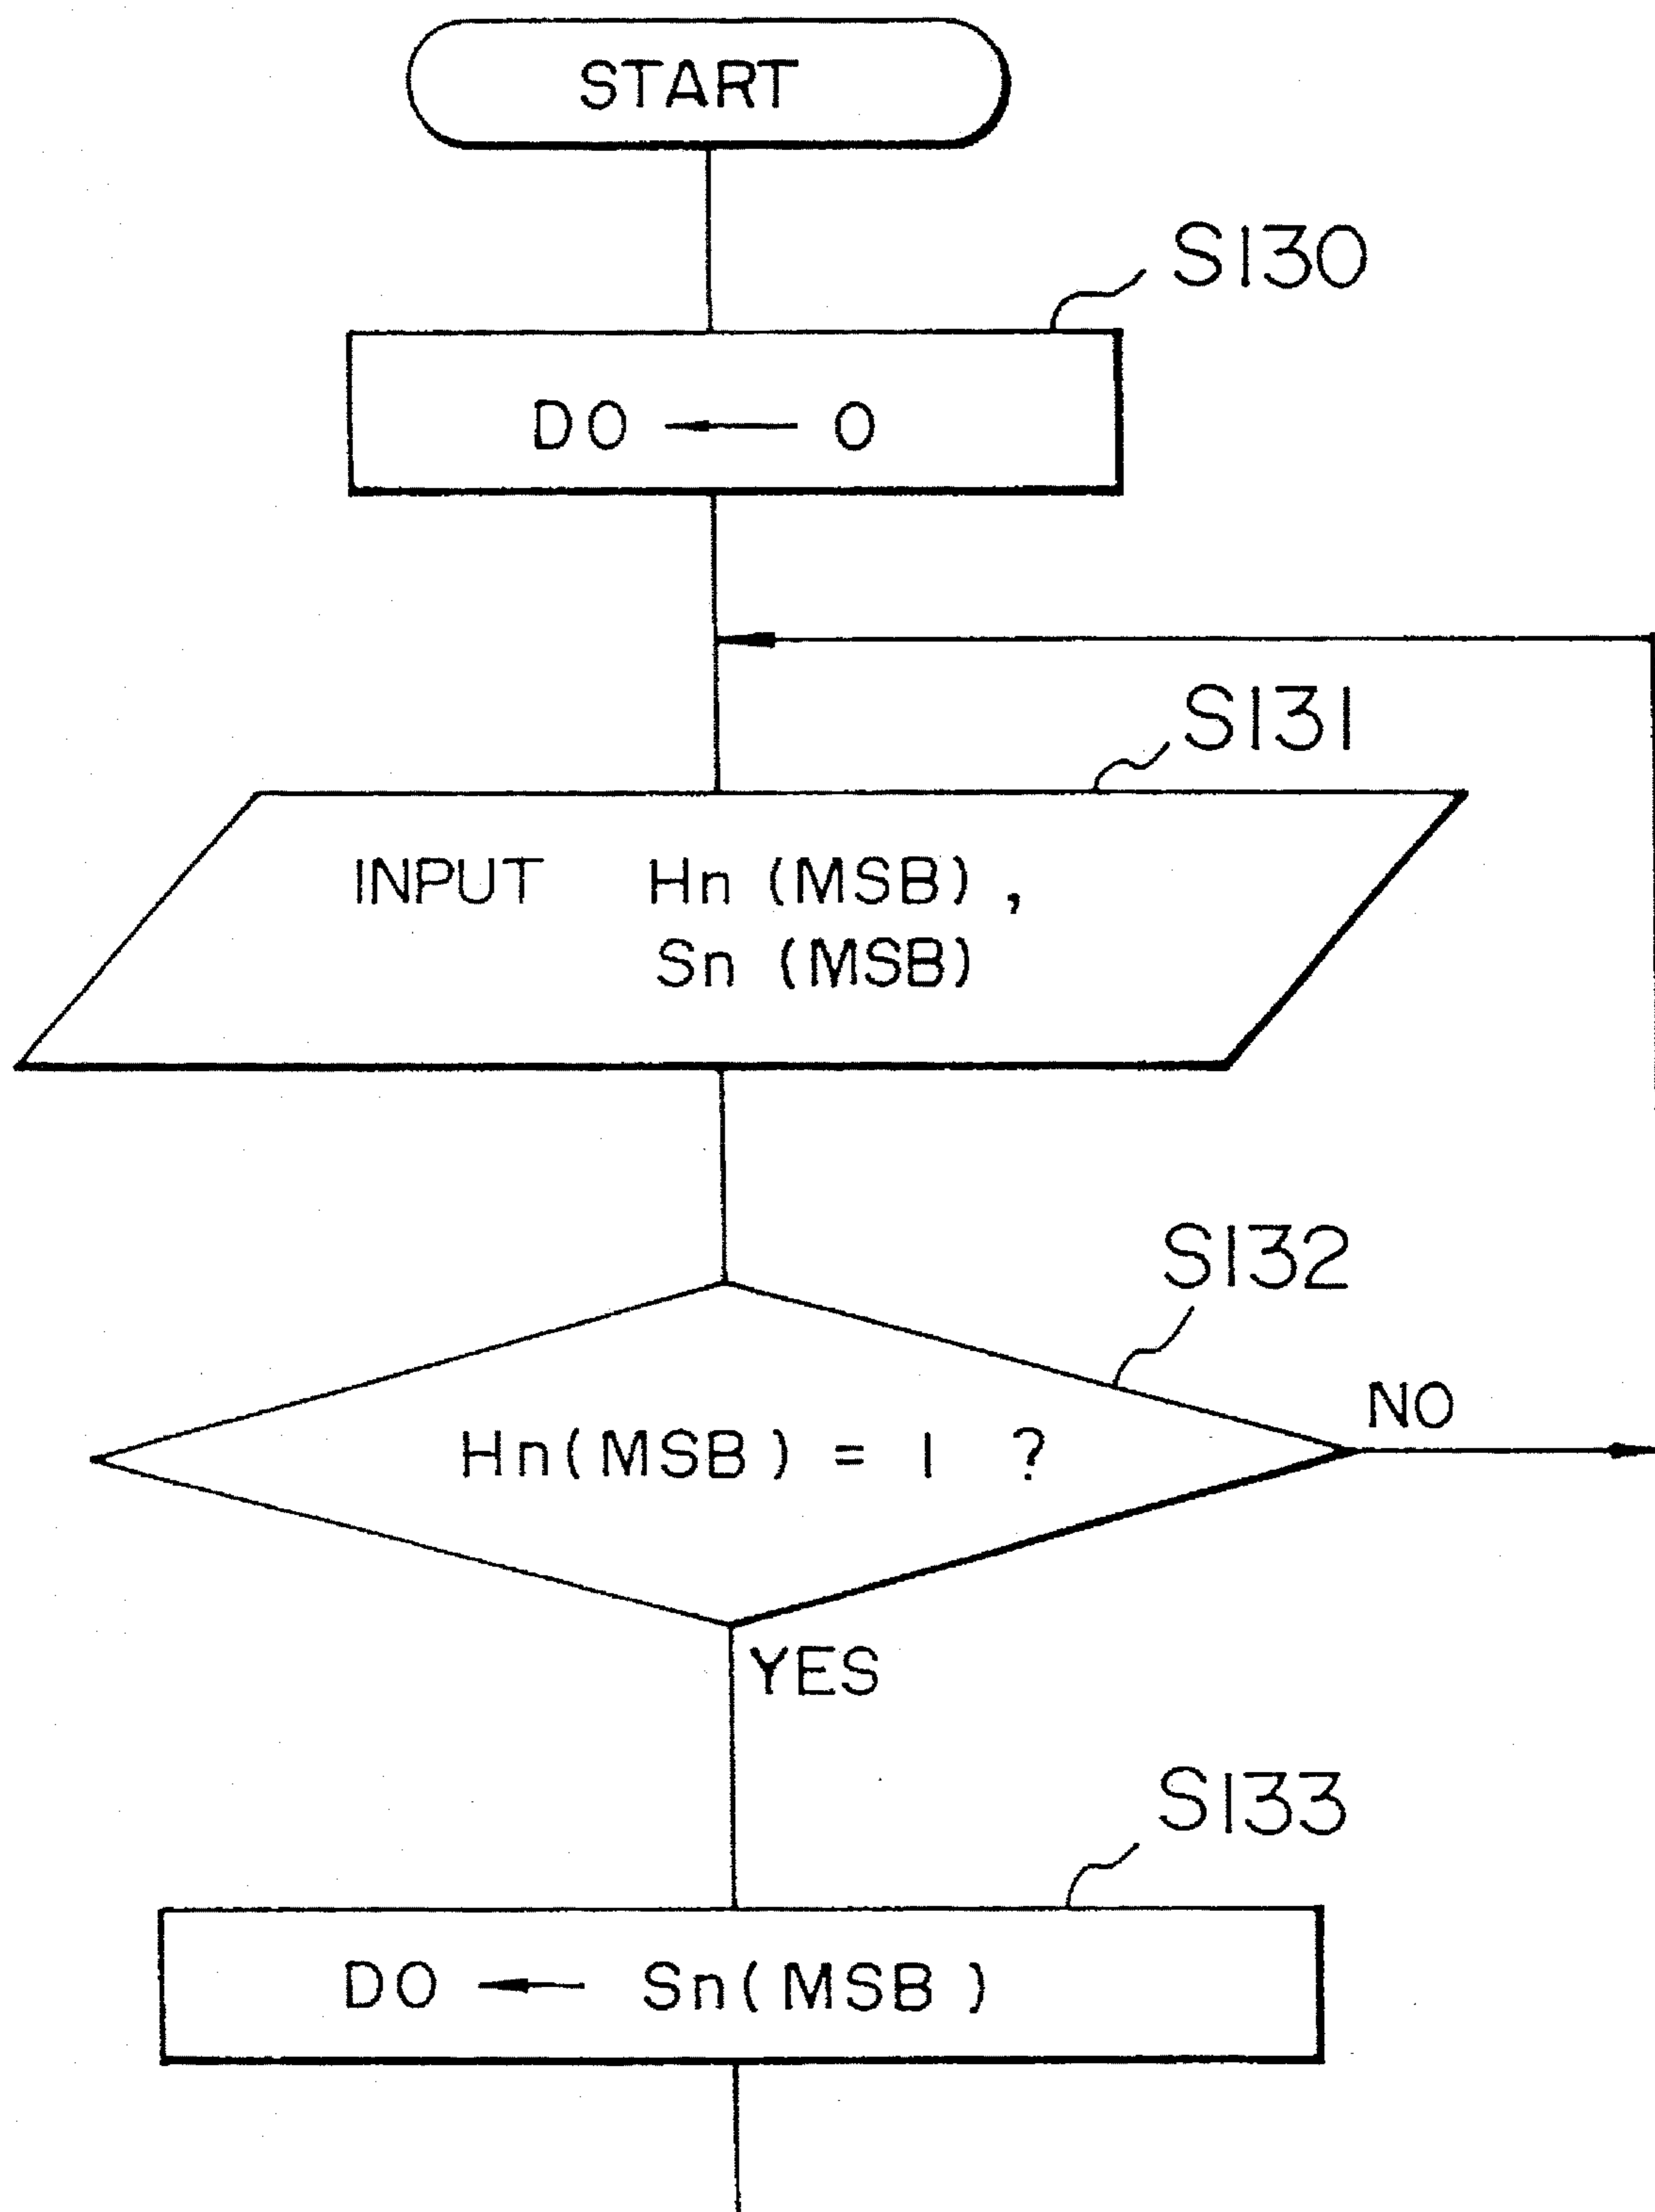 START
S130
DO ← 0
S131
INPUT Hn (MSB) ,
Sn (MSB)
S132
Hn(MSB) = 1 ?
NO
YES
S133
DO ← Sn(MSB)